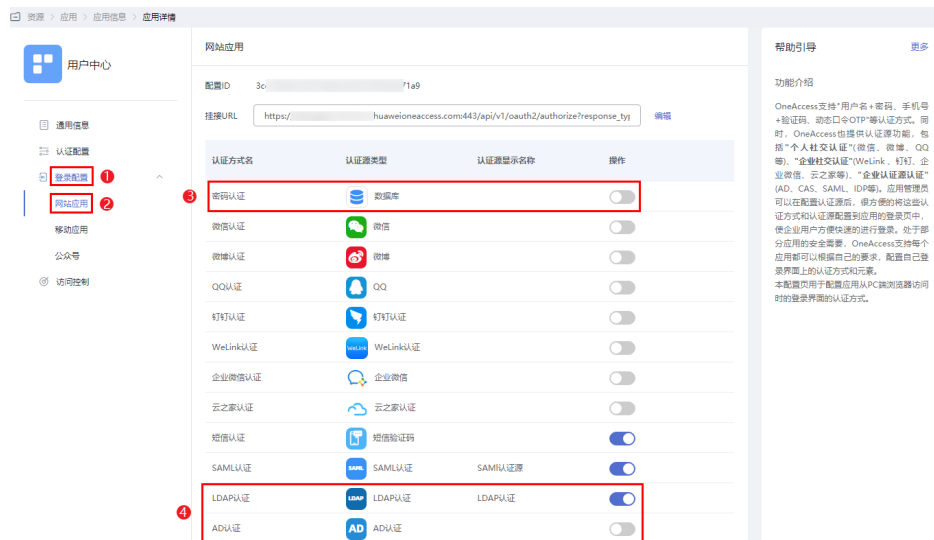 资源 > 应用 > 应用信息 > 应用详情
用户中心
通用信息
认证配置
登录配置
1
网站应用
2
移动应用
公众号
访问控制
网站应用
配置ID 3c 71a9
挂接URL https:/ huaweioneaccess.com:443/api/v1/oauth2/authorize?response_typ 编辑
认证方式名 认证源类型 认证源显示名称 操作
3
密码认证 数据库
微信认证 微信
微博认证 微博
QQ认证 QQ
钉钉认证 钉钉认证
WeLink认证 WeLink WeLink认证
企业微信认证 企业微信
云之家认证 云之家认证
短信认证 短信验证码
SAML认证 SAML SAML认证 SAMl认证源
4
LDAP认证 LDAP LDAP认证 LDAP认证
AD认证 AD AD认证
帮助引导 更多
功能介绍
OneAccess支持"用户名+密码、手机号
+验证码、动态口令OTP"等认证方式。同
时，OneAccess也提供认证源功能，包
括"个人社交认证"(微信、微博、QQ
等)、"企业社交认证"(WeLink、钉钉、企
业微信、云之家等)、"企业认证源认证"
(AD、CAS、SAML、IDP等)。应用管理员
可以在配置认证源后，很方便的将这些认
证方式和认证源配置到应用的登录页中，
使企业用户方便快速的进行登录。处于部
分应用的安全需要，OneAccess支持每个
应用都可以根据自己的要求，配置自己登
录界面上的认证方式和元素。
本配置页用于配置应用从PC端浏览器访问
时的登录界面的认证方式。